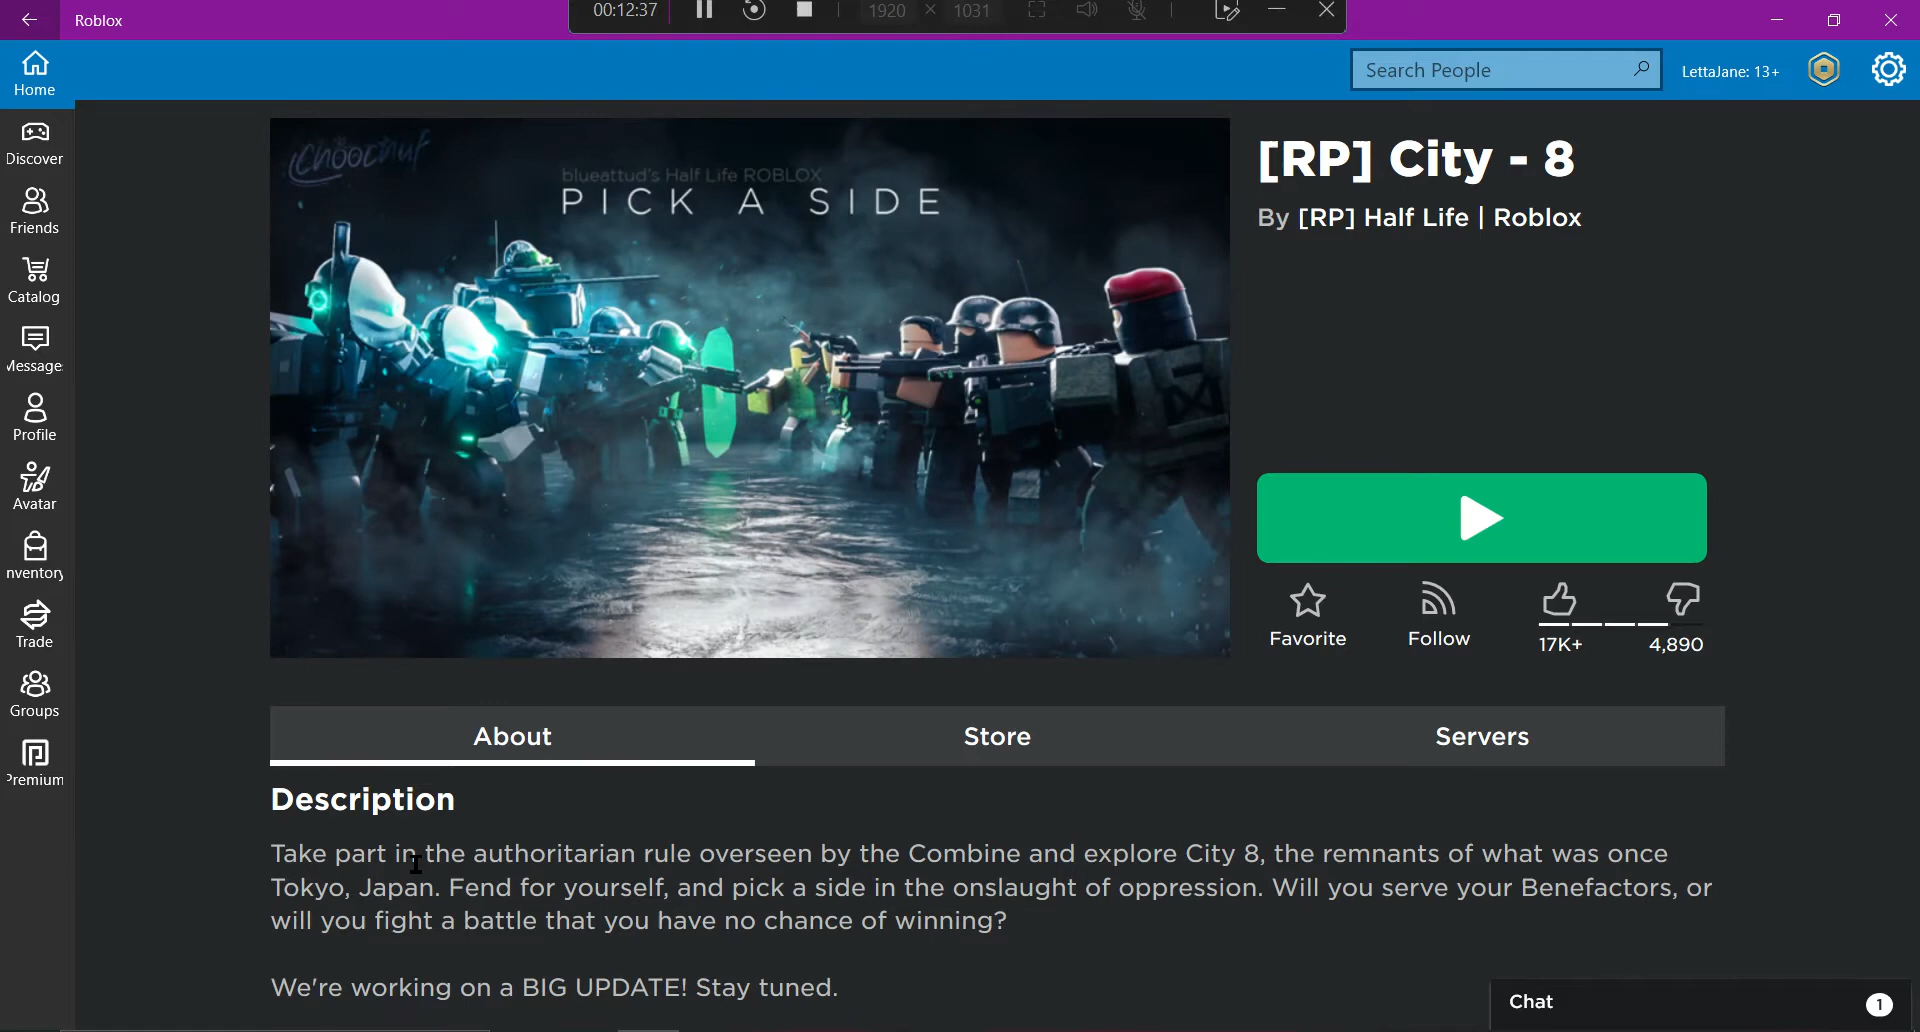 Roblox
00:12:37
1920 × 1031
Home
Search People
LettaJane: 13+
Discover
Friends
Catalog
Message
Profile
Avatar
nventory
Trade
Groups
Premium
blueattud's Half Life ROBLOX
PICK A SIDE
[RP] City - 8
By [RP] Half Life | Roblox
Favorite
Follow
17K+
4,890
About
Store
Servers
Description
Take part in the authoritarian rule overseen by the Combine and explore City 8, the remnants of what was once
Tokyo, Japan. Fend for yourself, and pick a side in the onslaught of oppression. Will you serve your Benefactors, or
will you fight a battle that you have no chance of winning?
We're working on a BIG UPDATE! Stay tuned.
Chat
1